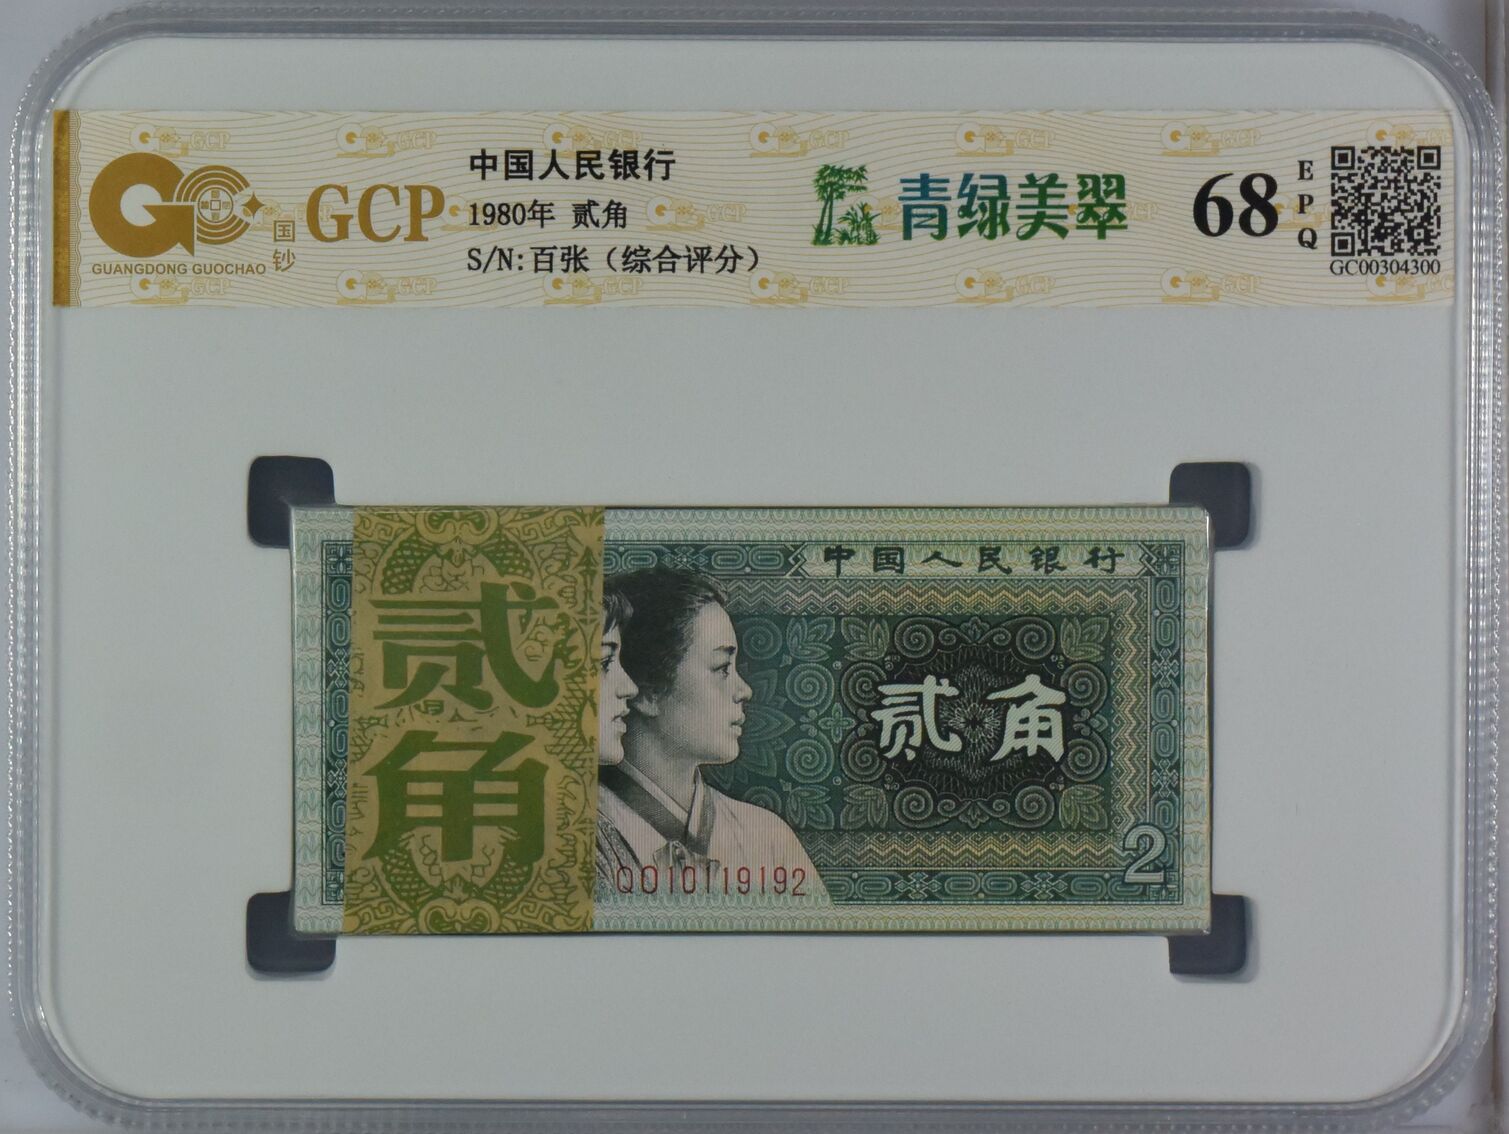 GCP
国钞
GUANGDONG GUOCHAO
中国人民银行
1980年 贰角
S/N:百张（综合评分）
青绿美翠
68
EPQ
GC00304300
中国人民银行
贰角
贰角
QO10119192
2